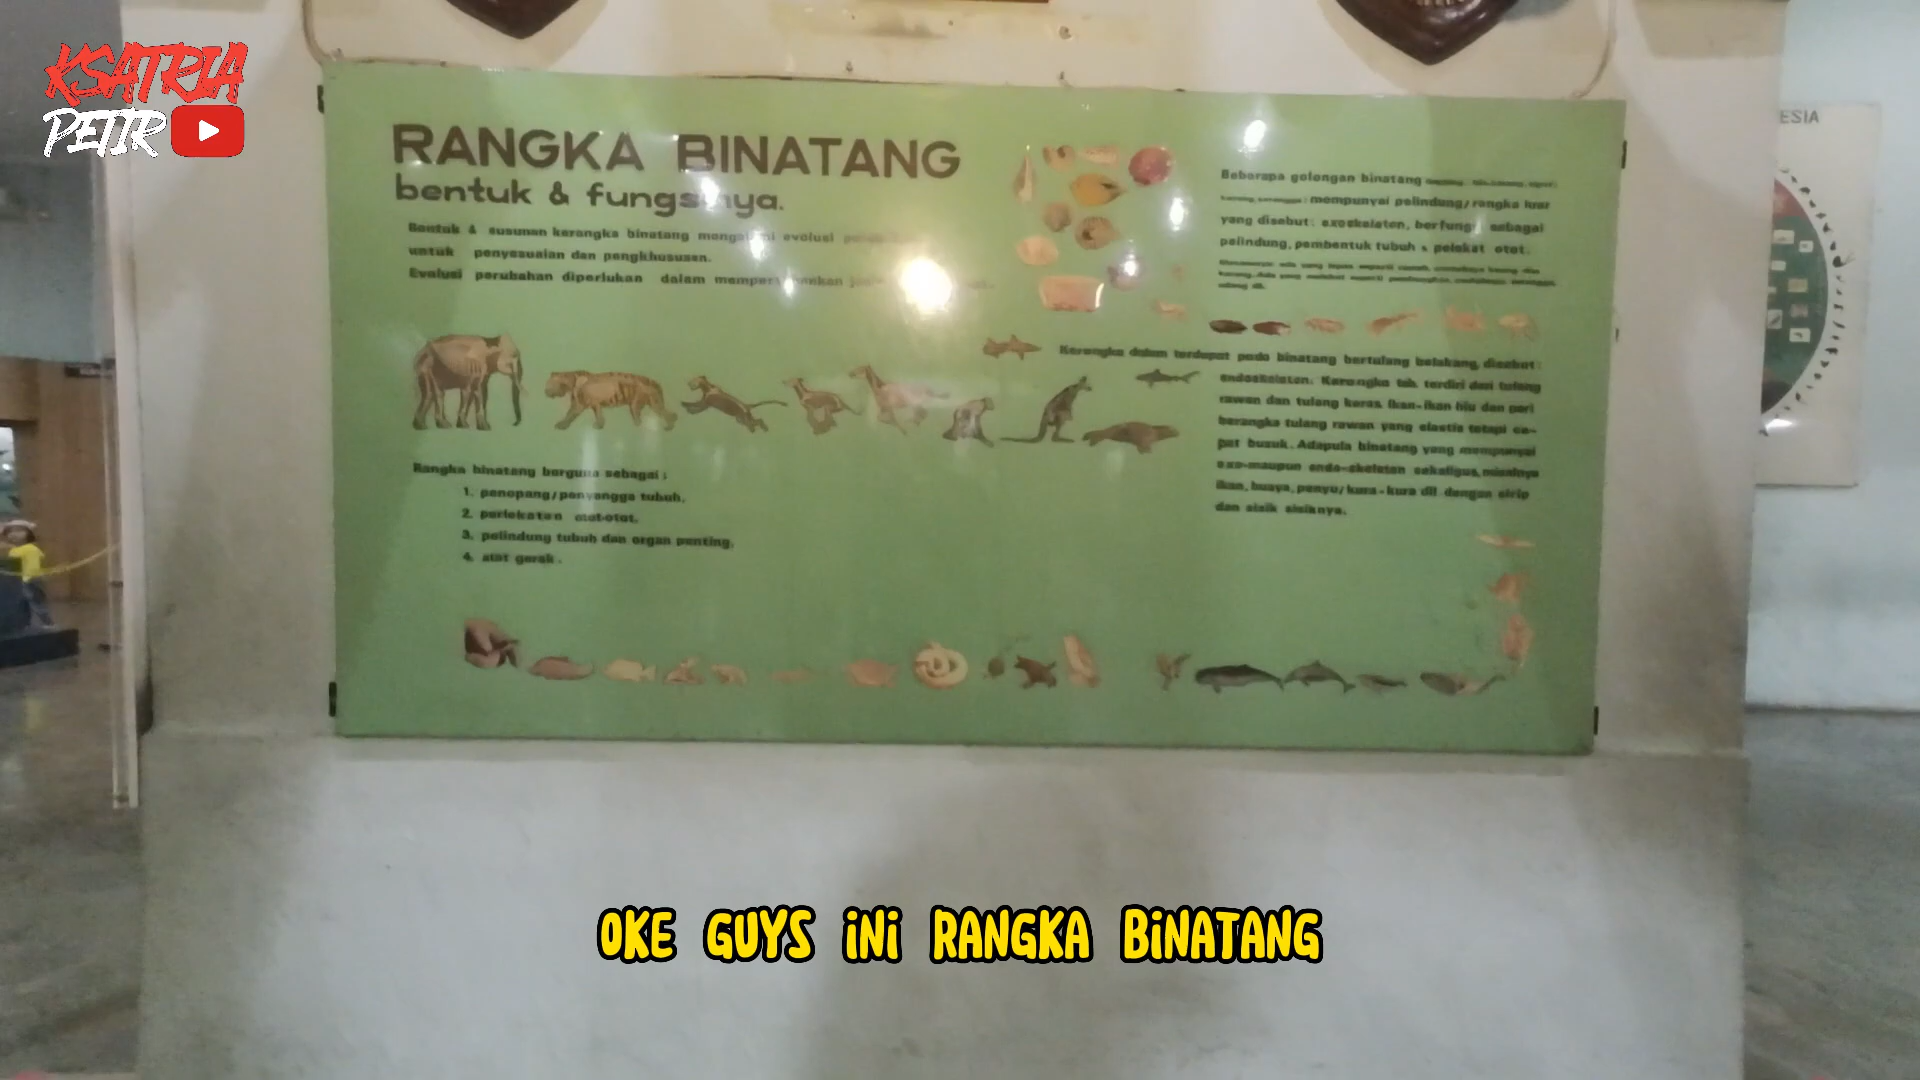 KSATRIA
PETIR
ESIA
RANGKA BINATANG
bentuk & fungsinya.
Bentuk & susunan kerangka binatang mengalami evolusi
untuk penyesuaian dan pengkhususan.
Evolusi perubahan diperlukan dalam mempertahankan
Rangka binatang berguna sebagai :
1. penopang/penyangga tubuh.
2. perlekatan otot-otot.
3. pelindung tubuh dan organ penting.
4. alat gerak.
Beberapa golongan binatang
mempunyai pelindung/rangka luar
yang disebut: exoskeleton, berfungsi sebagai
pelindung, pembentuk tubuh & pelekat otot.
Kerangka dalam terdapat pada binatang bertulang belakang, disebut:
endoskeleton. Kerangka tsb. terdiri dari tulang
rawan dan tulang keras. Ikan-ikan hiu dan pari
berangka tulang rawan yang elastis tetapi ce-
pat busuk. Adapula binatang yang mempunyai
exo-maupun endo-skeleton sekaligus, misalnya
ikan, buaya, penyu/kura-kura dll dengan sirip
dan sisik sisiknya.
OKE GUYS INI RANGKA BINATANG